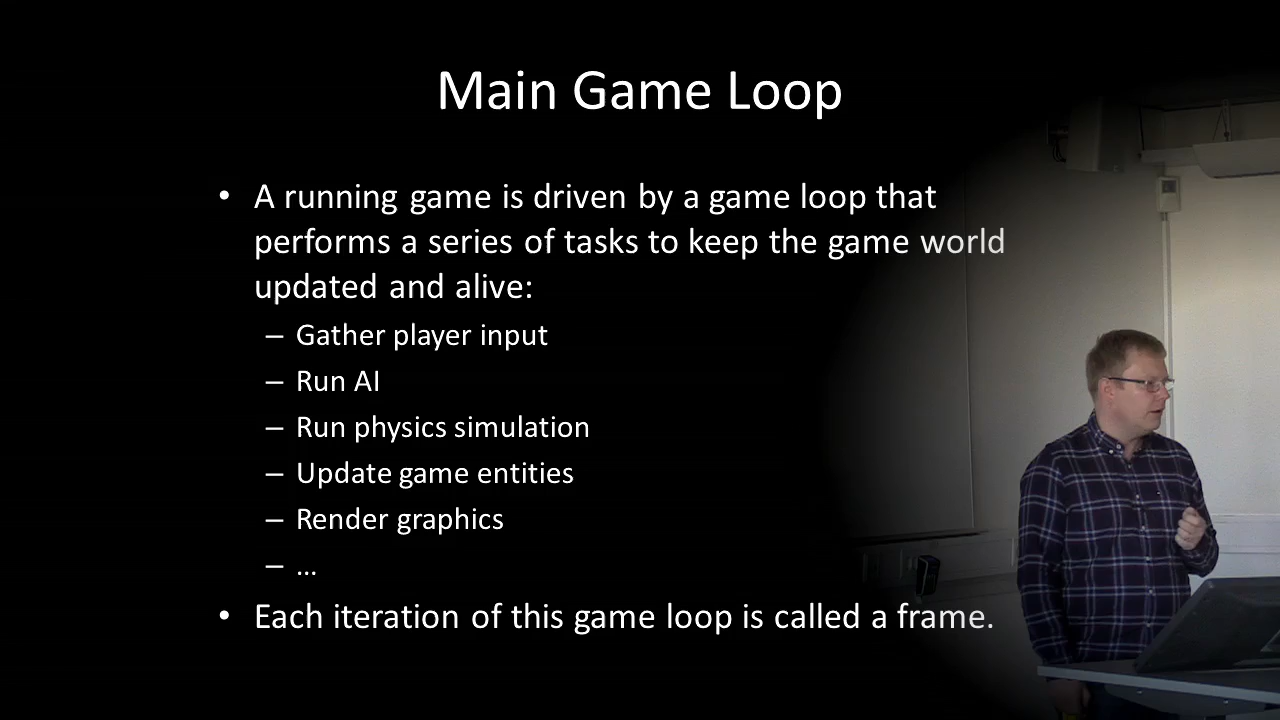 Main Game Loop
• A running game is driven by a game loop that
performs a series of tasks to keep the game world
updated and alive:
– Gather player input
– Run AI
– Run physics simulation
– Update game entities
– Render graphics
– …
• Each iteration of this game loop is called a frame.